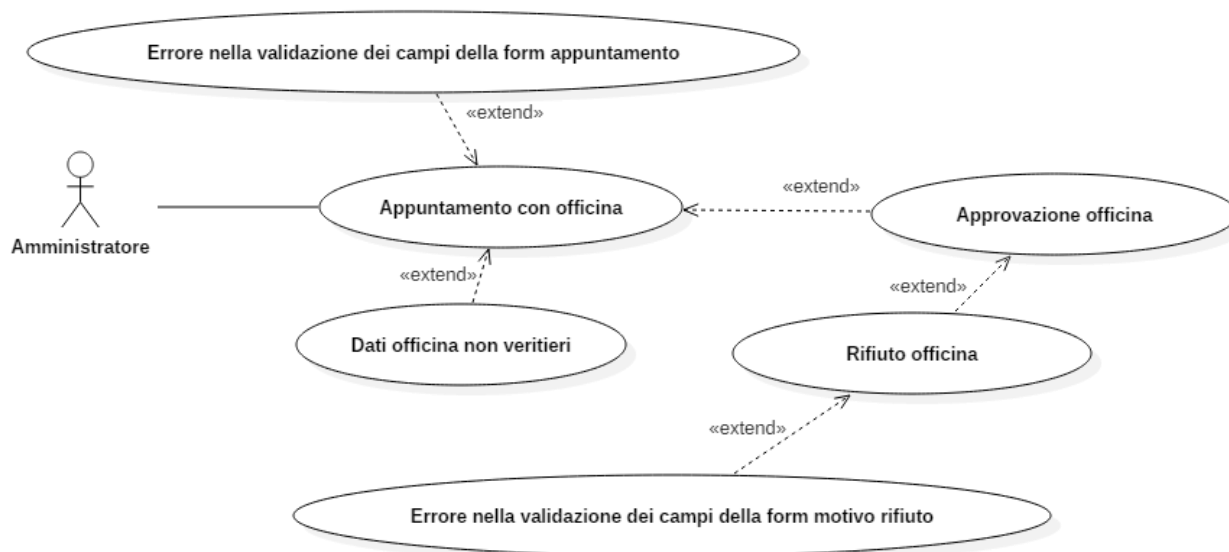 Errore nella validazione dei campi della form appuntamento
«extend»
Amministratore
Appuntamento con officina
«extend»
Approvazione officina
«extend»
«extend»
Dati officina non veritieri
Rifiuto officina
«extend»
Errore nella validazione dei campi della form motivo rifiuto